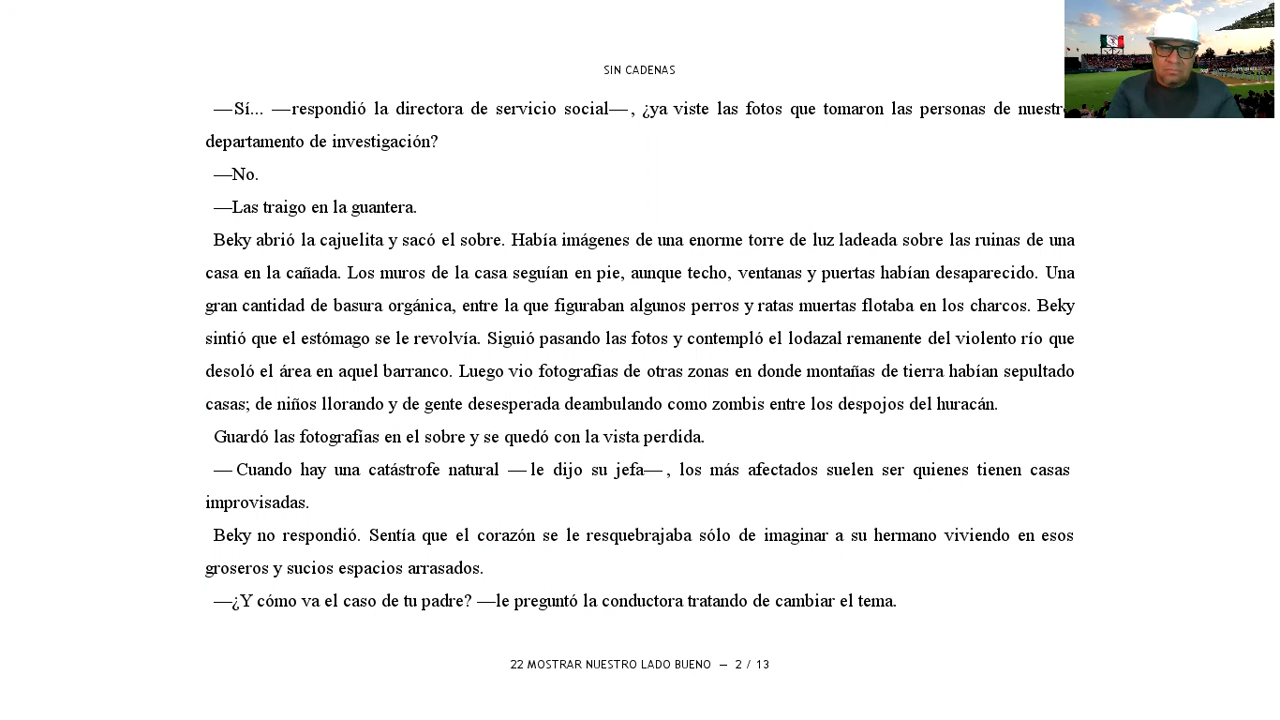 SIN CADENAS
—Sí... —respondió la directora de servicio social—, ¿ya viste las fotos que tomaron las personas de nuestro
departamento de investigación?
—No.
—Las traigo en la guantera.
Beky abrió la cajuelita y sacó el sobre. Había imágenes de una enorme torre de luz ladeada sobre las ruinas de una
casa en la cañada. Los muros de la casa seguían en pie, aunque techo, ventanas y puertas habían desaparecido. Una
gran cantidad de basura orgánica, entre la que figuraban algunos perros y ratas muertas flotaba en los charcos. Beky
sintió que el estómago se le revolvía. Siguió pasando las fotos y contempló el lodazal remanente del violento río que
desoló el área en aquel barranco. Luego vio fotografías de otras zonas en donde montañas de tierra habían sepultado
casas; de niños llorando y de gente desesperada deambulando como zombis entre los despojos del huracán.
Guardó las fotografías en el sobre y se quedó con la vista perdida.
—Cuando hay una catástrofe natural —le dijo su jefa—, los más afectados suelen ser quienes tienen casas
improvisadas.
Beky no respondió. Sentía que el corazón se le resquebrajaba sólo de imaginar a su hermano viviendo en esos
groseros y sucios espacios arrasados.
—¿Y cómo va el caso de tu padre? —le preguntó la conductora tratando de cambiar el tema.
22 MOSTRAR NUESTRO LADO BUENO — 2 / 13